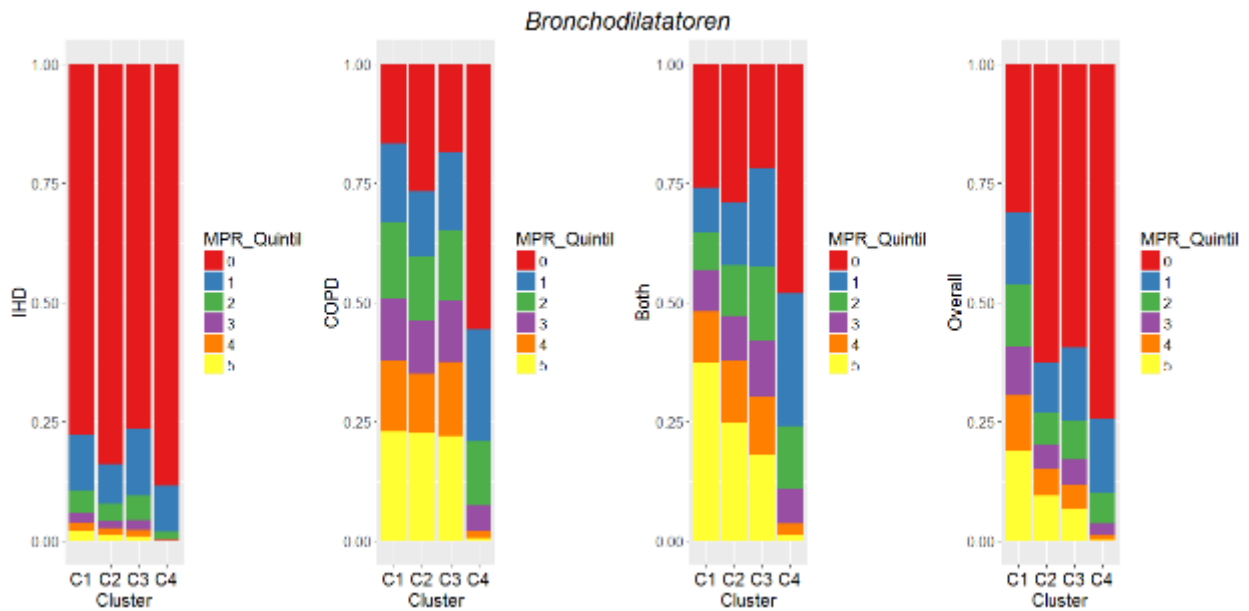 Bronchodilatatoren
IHD
1.00
0.75
0.50
0.25
0.00
C1 C2 C3 C4
Cluster
MPR_Quintil
0
1
2
3
4
5
COPD
1.00
0.75
0.50
0.25
0.00
C1 C2 C3 C4
Cluster
MPR_Quintil
0
1
2
3
4
5
Both
1.00
0.75
0.50
0.25
0.00
C1 C2 C3 C4
Cluster
MPR_Quintil
0
1
2
3
4
5
Overall
1.00
0.75
0.50
0.25
0.00
C1 C2 C3 C4
Cluster
MPR_Quintil
0
1
2
3
4
5